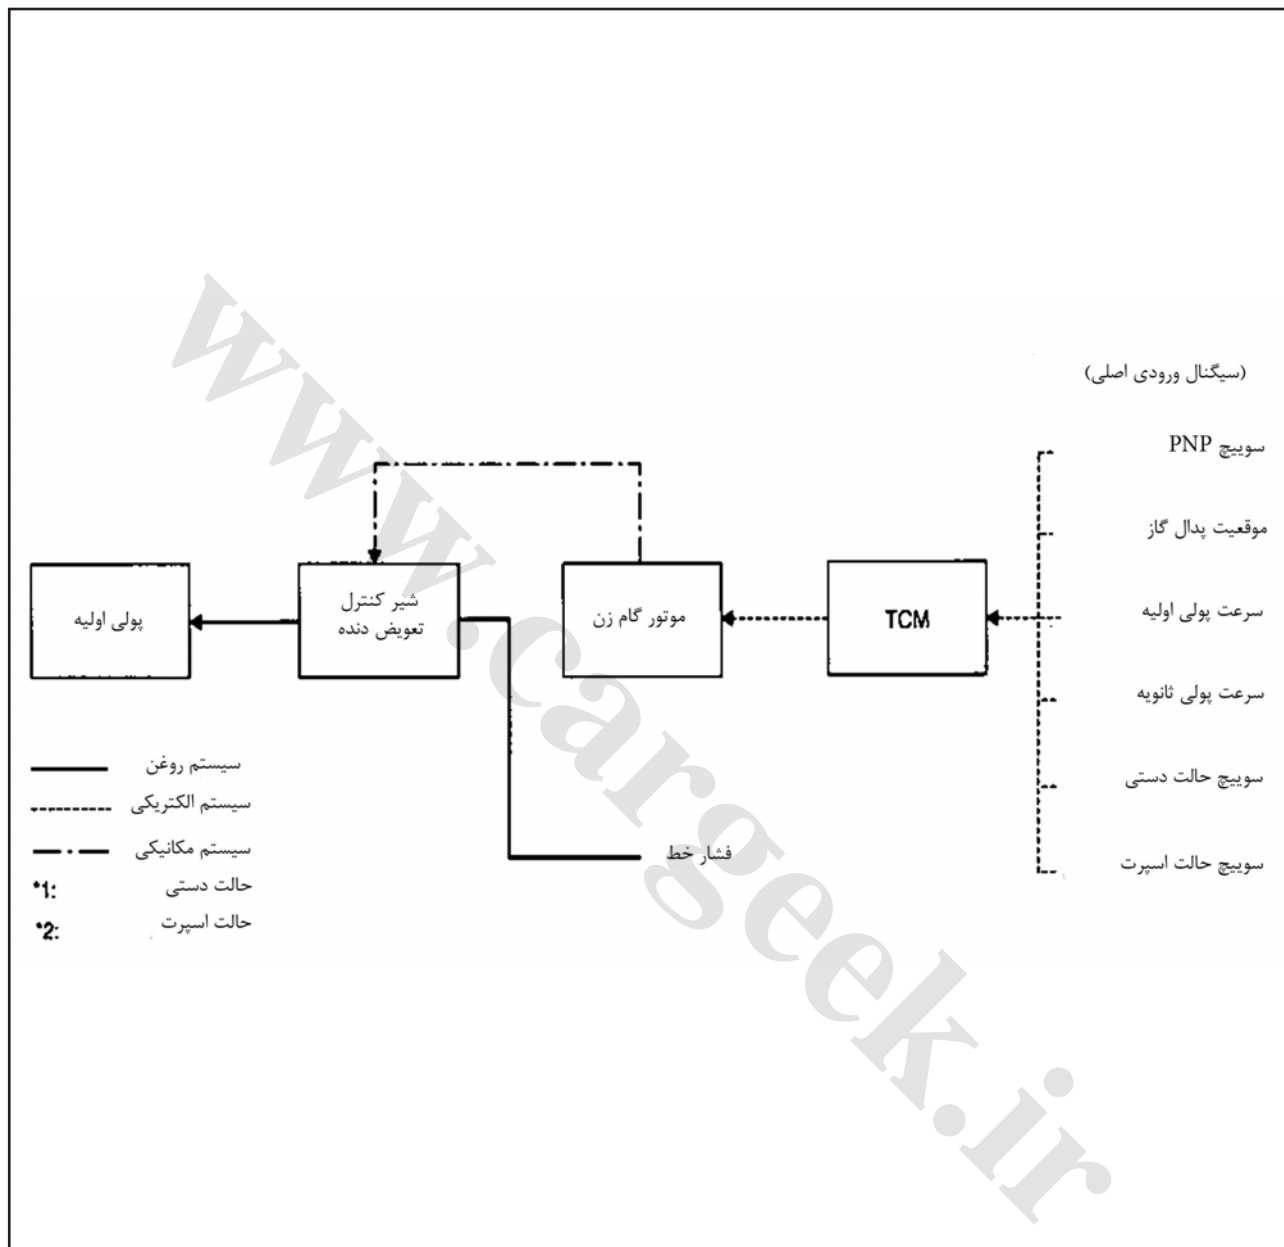 (سیگنال ورودی اصلی)
سوییچ PNP
موقعیت پدال گاز
سرعت پولی اولیه
سرعت پولی ثانویه
سوییچ حالت دستی
سوییچ حالت اسپرت
TCM
موتور گام زن
شیر کنترل
تعویض دنده
پولی اولیه
فشار خط
سیستم روغن
سیستم الکتریکی
سیستم مکانیکی
*1: حالت دستی
*2: حالت اسپرت
www.cargeek.ir